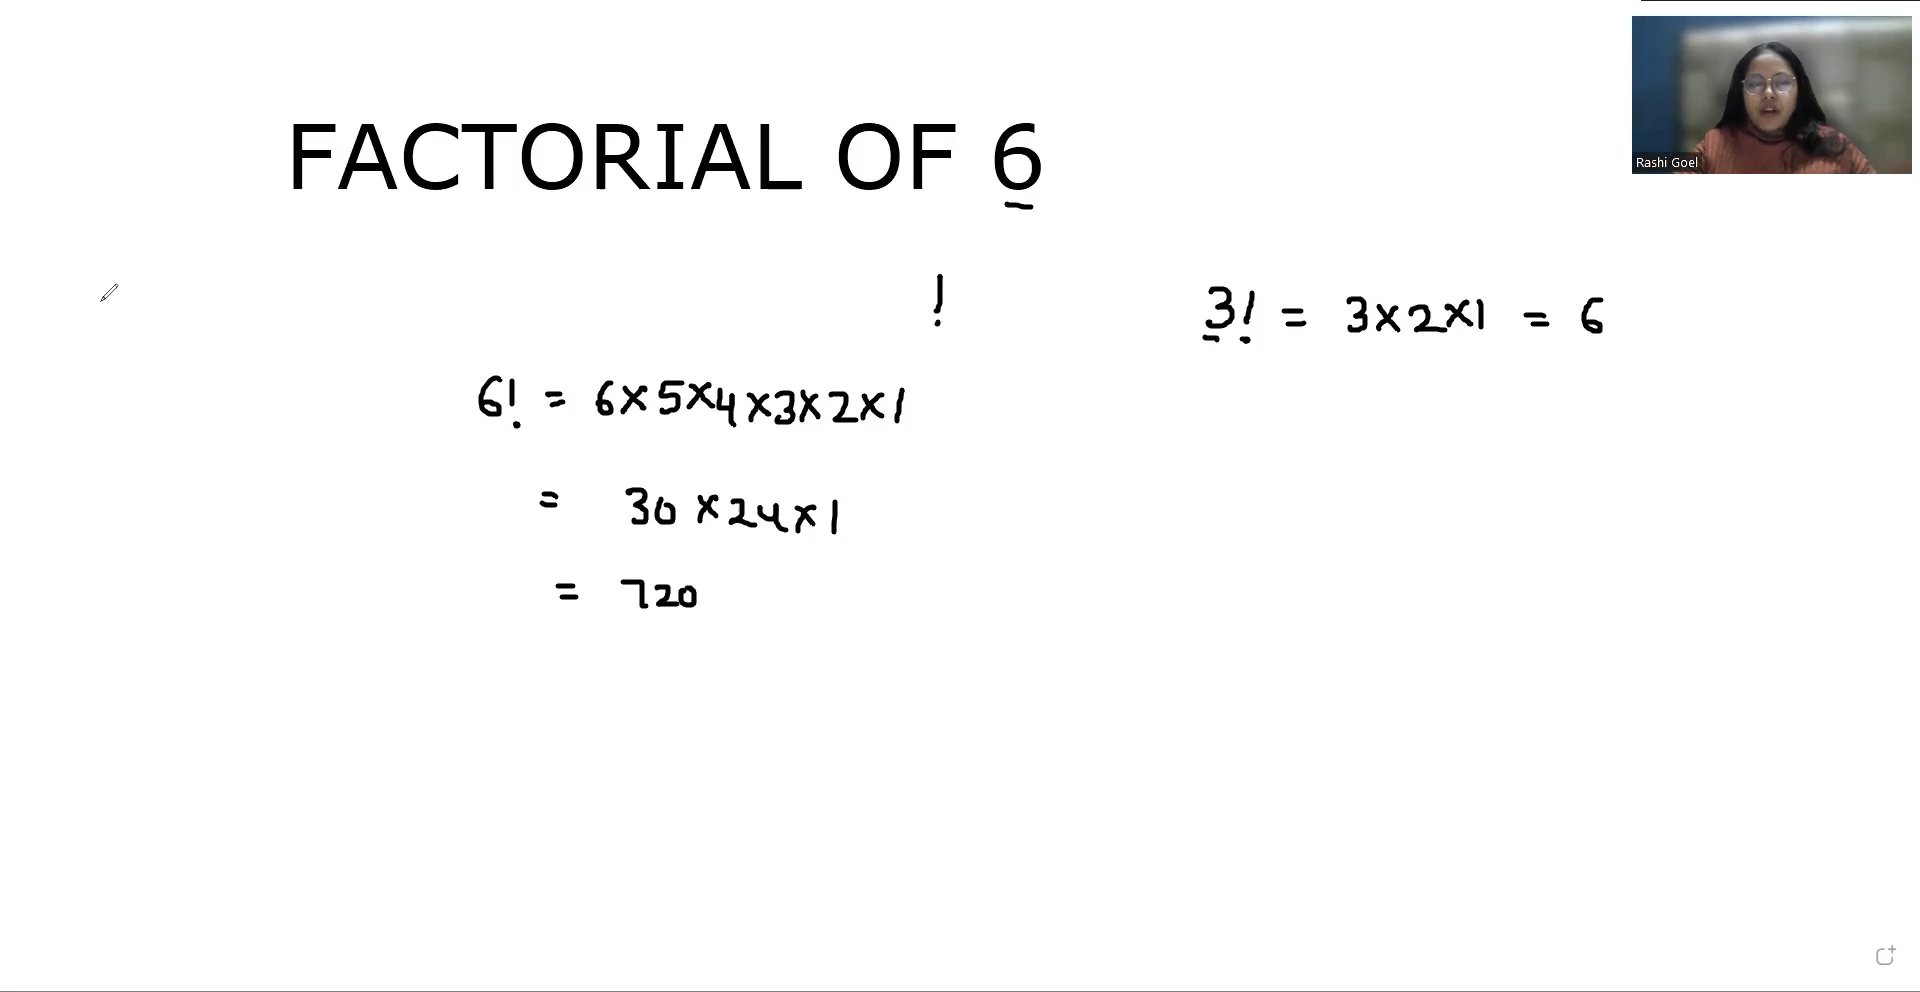 Rashi Goel
FACTORIAL OF 6
!
3! = 3×2×1 = 6
6! = 6×5×4×3×2×1
= 30×24×1
= 720